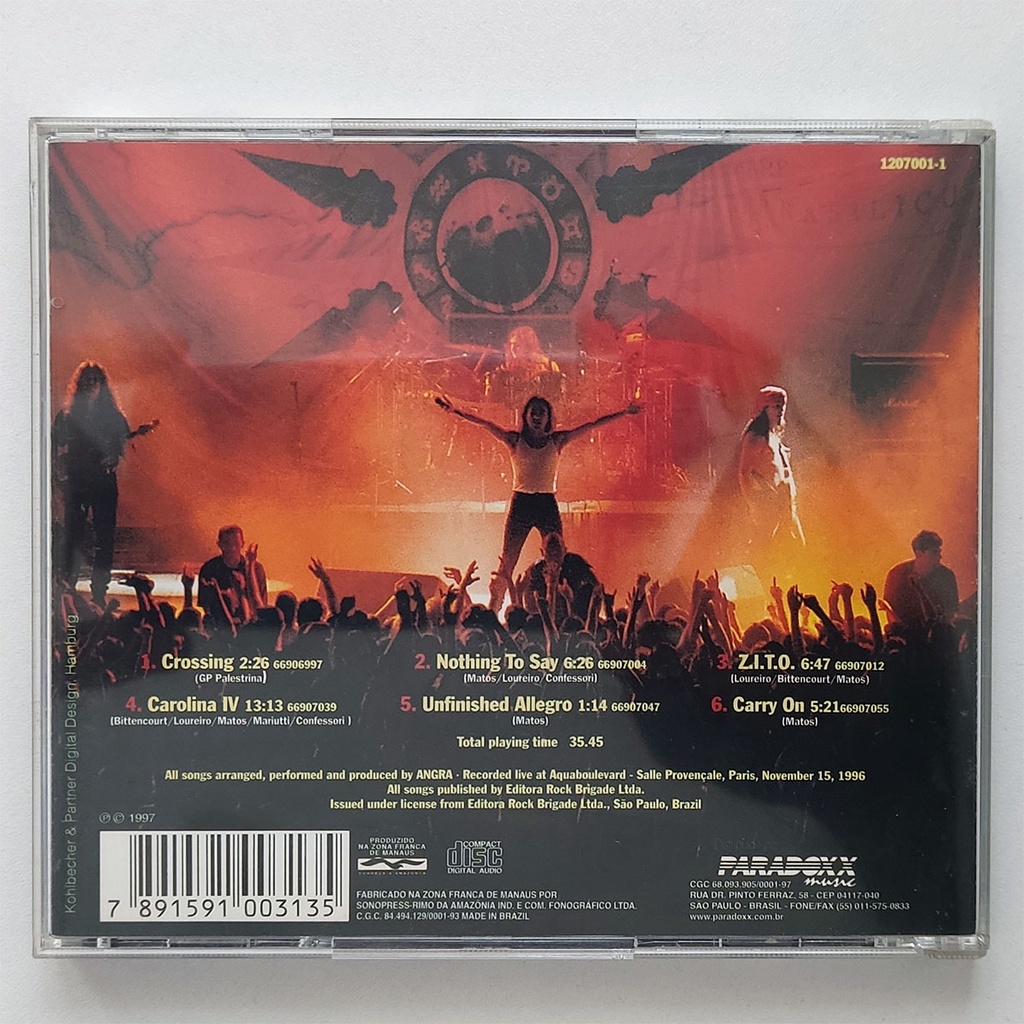 1207001-1
Marshall
1. Crossing 2:26 66906997
(GP Palestrina)
2. Nothing To Say 6:26 66907004
(Matos/Loureiro/Confessori)
3. Z.I.T.O. 6:47 66907012
(Loureiro/Bittencourt/Matos)
4. Carolina IV 13:13 66907039
(Bittencourt/Loureiro/Matos/Mariutti/Confessori )
5. Unfinished Allegro 1:14 66907047
(Matos)
6. Carry On 5:21 66907055
(Matos)
Total playing time 35.45
All songs arranged, performed and produced by ANGRA · Recorded live at Aquaboulevard - Salle Provençale, Paris, November 15, 1996
All songs published by Editora Rock Brigade Ltda.
Issued under license from Editora Rock Brigade Ltda., São Paulo, Brazil
Kohlbecher & Partner Digital Design, Hamburg
℗ © 1997
7 891591 003135
PRODUZIDO
NA ZONA FRANCA
DE MANAUS
CONHEÇA A AMAZONIA
COMPACT
disc
DIGITAL AUDIO
FABRICADO NA ZONA FRANCA DE MANAUS POR
SONOPRESS-RIMO DA AMAZÔNIA IND. E COM. FONOGRÁFICO LTDA.
C.G.C. 84.494.129/0001-93 MADE IN BRAZIL
PARADOXX
music
CGC 68.093.905/0001-97
RUA DR. PINTO FERRAZ, 58 - CEP 04117-040
SÃO PAULO - BRASIL - FONE/FAX (55) 011-575-0833
www.paradoxx.com.br